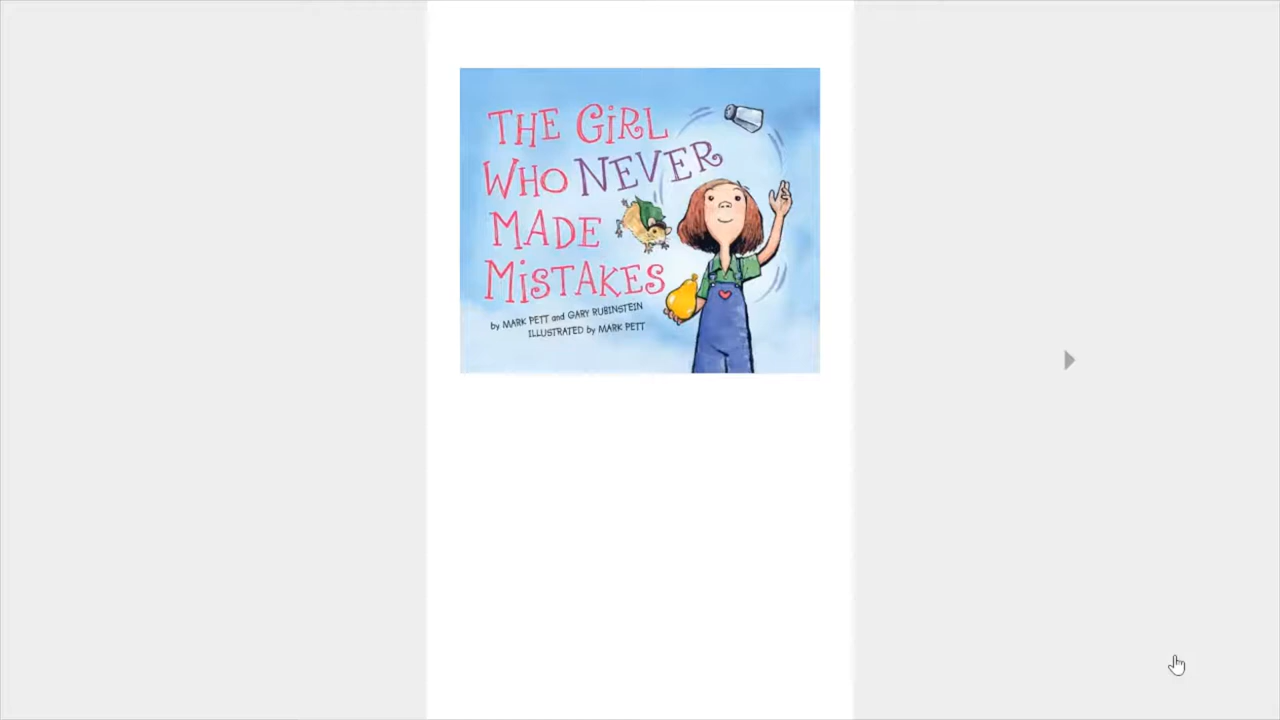 THE GiRL
WHO NEVER
MADE
MiSTAKES
by MARK PETT and GARY RUBINSTEIN
ILLUSTRATED by MARK PETT